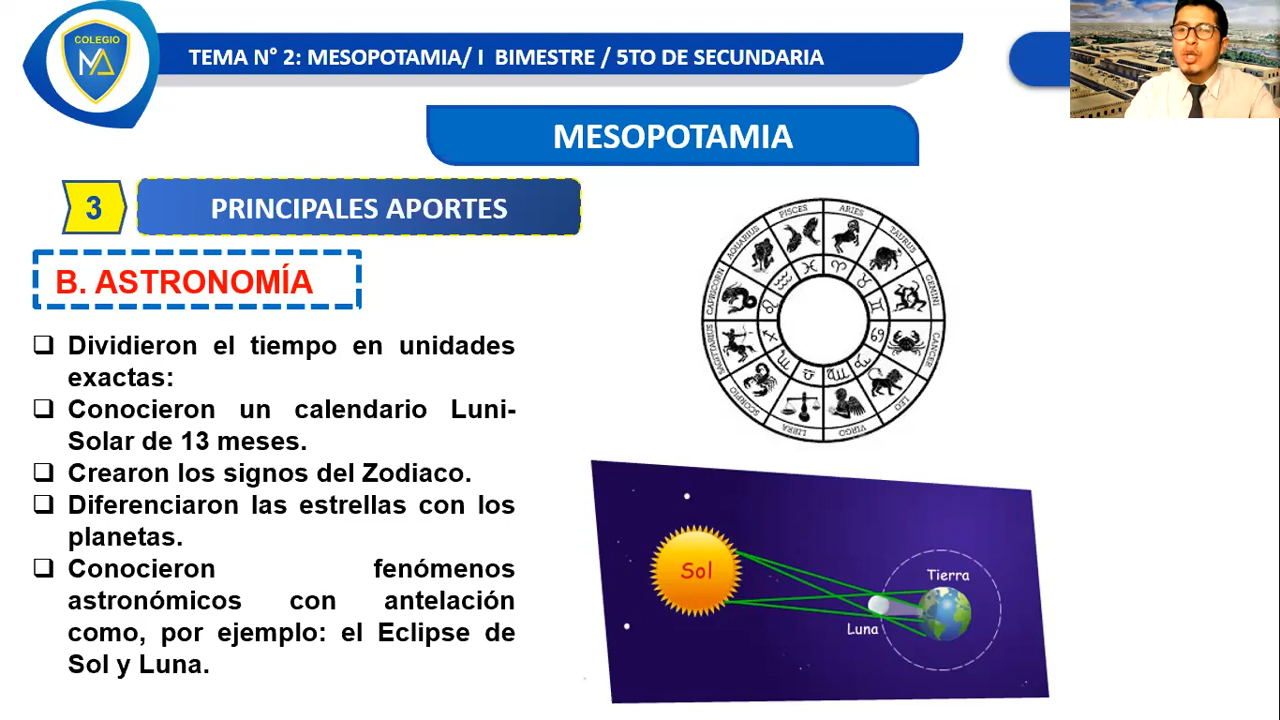 COLEGIO
TEMA N° 2: MESOPOTAMIA/ I BIMESTRE / 5TO DE SECUNDARIA
MESOPOTAMIA
3
PRINCIPALES APORTES
B. ASTRONOMÍA
Dividieron el tiempo en unidades
exactas:
Conocieron un calendario Luni-
Solar de 13 meses.
Crearon los signos del Zodiaco.
Diferenciaron las estrellas con los
planetas.
Conocieron fenómenos
astronómicos con antelación
como, por ejemplo: el Eclipse de
Sol y Luna.
PISCES
ARIES
TAURUS
GEMINI
CANCER
LEO
VIRGO
LIBRA
SCORPIO
SAGITTARIUS
CAPRICORN
AQUARIUS
Sol
Tierra
Luna